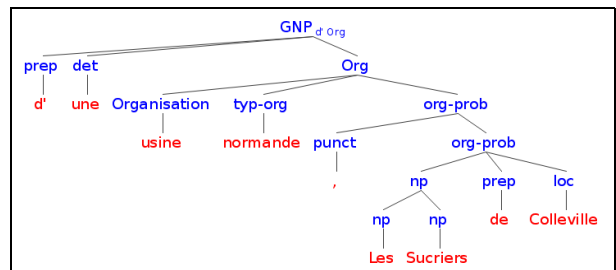 GNP d' Org
prep det Org
d' une Organisation typ-org org-prob
usine normande punct org-prob
,
np prep loc
np np de Colleville
Les Sucriers